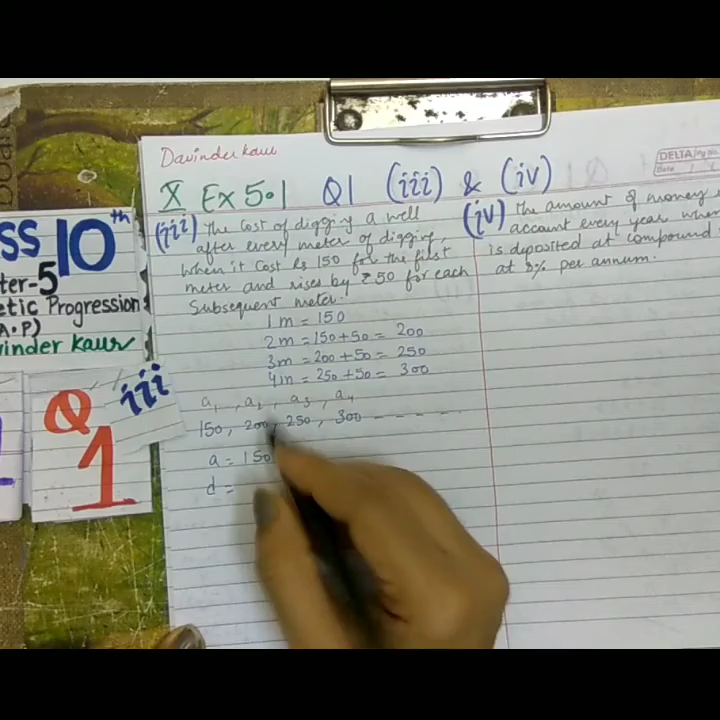 Davinder kaur
X Ex 5.1 Q1 (iii) & (iv)
DELTA
Date
(iii) The Cost of digging a well
after every meter of digging,
when it Cost Rs 150 for the first
meter and rises by ₹ 50 for each
Subsequent meter.
1m = 150
2m = 150+50 = 200
3m = 200+50 = 250
4m = 250+50 = 300
a1, a2, a3, a4
150, 200, 250, 300 -----
a = 150
d =
(iv) The amount of money
account every year when
is deposited at compound
at 8% per annum.
SS 10th
ter-5
etic Progression
(A.P)
vinder Kaur
Q iii
1